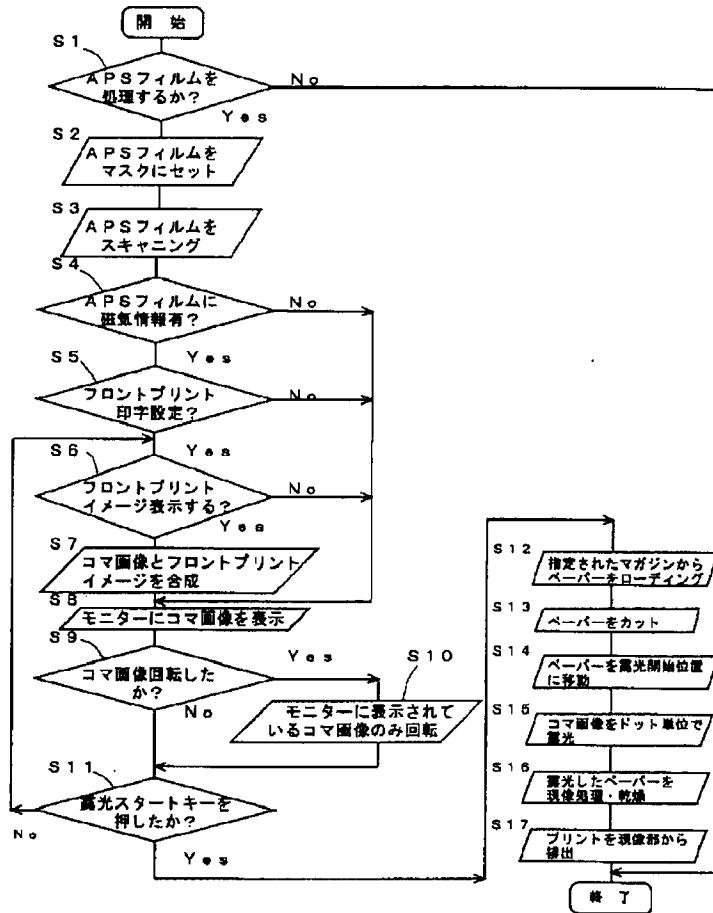 開 始
S1
APSフィルムを
処理するか?
No
Yes
S2
APSフィルムを
マスクにセット
S3
APSフィルムを
スキャニング
S4
APSフィルムに
磁気情報有?
No
Yes
S5
フロントプリント
印字設定?
No
Yes
S6
フロントプリント
イメージ表示する?
No
Yes
S7
コマ画像とフロントプリント
イメージを合成
S8
モニターにコマ画像を表示
S9
コマ画像回転した
か?
Yes
No
S10
モニターに表示されて
いるコマ画像のみ回転
S11
露光スタートキーを
押したか?
No
Yes
S12
指定されたマガジンから
ペーパーをローディング
S13
ペーパーをカット
S14
ペーパーを露光開始位置
に移動
S15
コマ画像をドット単位で
露光
S16
露光したペーパーを
現像処理・乾燥
S17
プリントを現像部から
排出
終 了